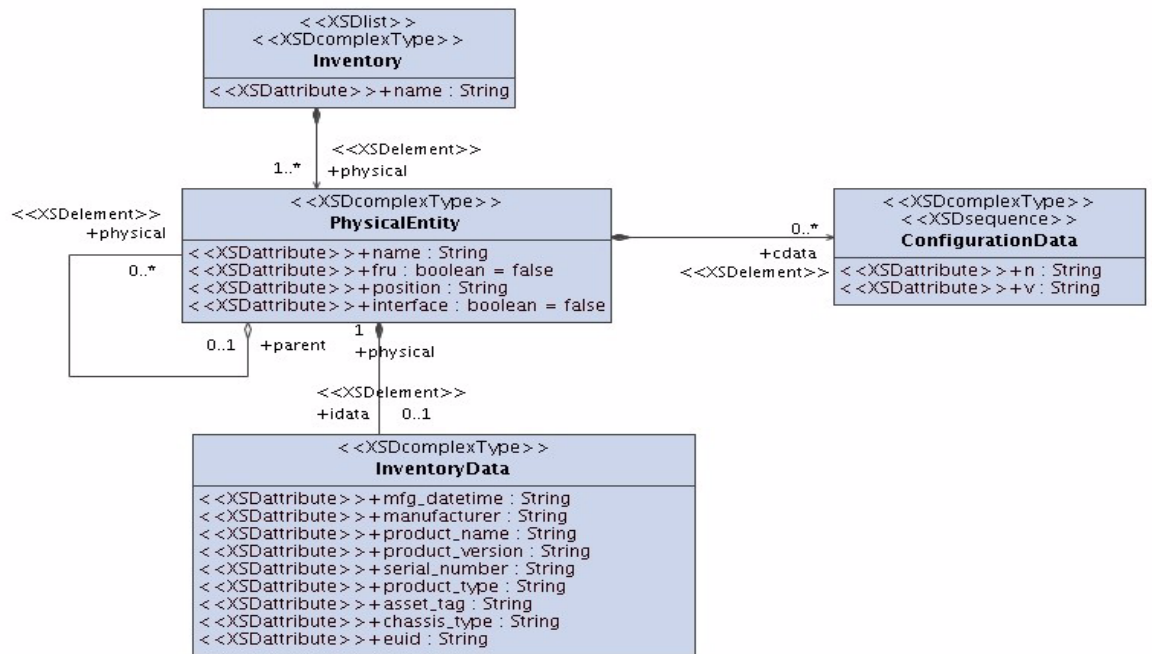 <<XSDlist>>
<<XSDcomplexType>>
Inventory
<<XSDattribute>>+name : String
<<XSDelement>>
1..* +physical
<<XSDcomplexType>>
PhysicalEntity
<<XSDattribute>>+name : String
<<XSDattribute>>+fru : boolean = false
<<XSDattribute>>+position : String
<<XSDattribute>>+interface : boolean = false
<<XSDelement>>
+physical
0..*
0..1 +parent
1
+physical
0..*
+cdata
<<XSDelement>>
<<XSDcomplexType>>
<<XSDsequence>>
ConfigurationData
<<XSDattribute>>+n : String
<<XSDattribute>>+v : String
<<XSDelement>>
+idata 0..1
<<XSDcomplexType>>
InventoryData
<<XSDattribute>>+mfg_datetime : String
<<XSDattribute>>+manufacturer : String
<<XSDattribute>>+product_name : String
<<XSDattribute>>+product_version : String
<<XSDattribute>>+serial_number : String
<<XSDattribute>>+product_type : String
<<XSDattribute>>+asset_tag : String
<<XSDattribute>>+chassis_type : String
<<XSDattribute>>+euid : String